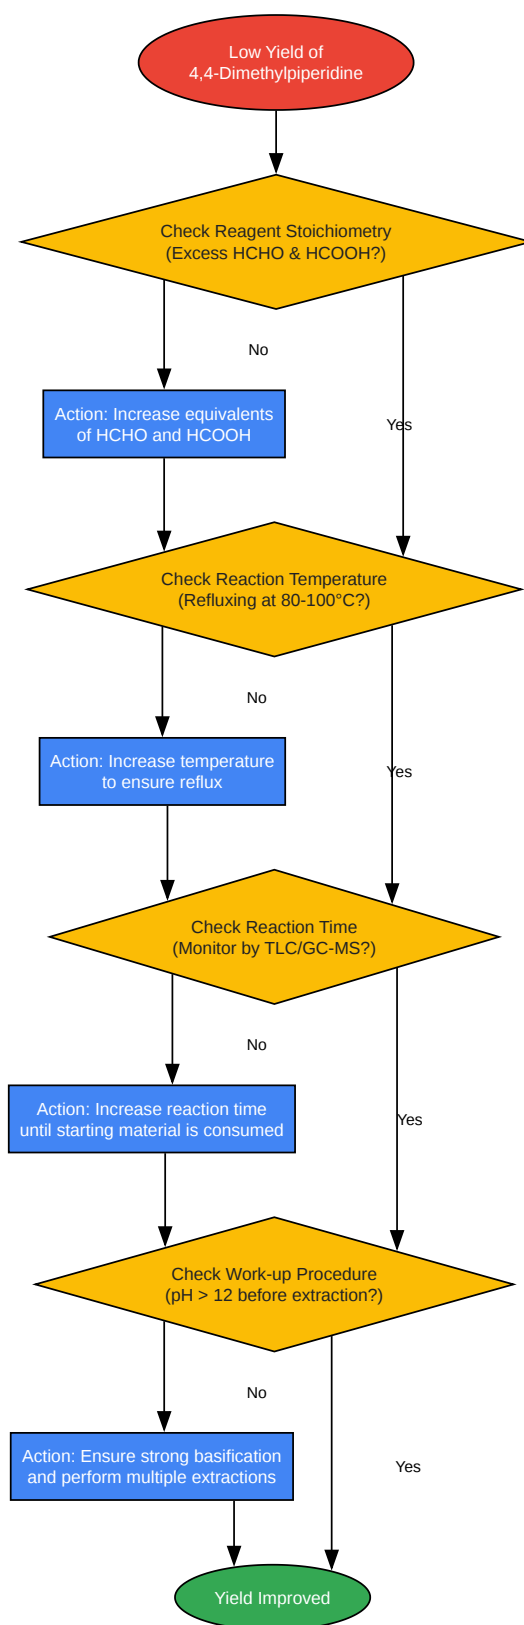 Low Yield of
4,4-Dimethylpiperidine
Check Reagent Stoichiometry
(Excess HCHO & HCOOH?)
No
Action: Increase equivalents
of HCHO and HCOOH
Yes
Check Reaction Temperature
(Refluxing at 80-100°C?)
No
Action: Increase temperature
to ensure reflux
Yes
Check Reaction Time
(Monitor by TLC/GC-MS?)
No
Action: Increase reaction time
until starting material is consumed
Yes
Check Work-up Procedure
(pH > 12 before extraction?)
No
Action: Ensure strong basification
and perform multiple extractions
Yes
Yield Improved